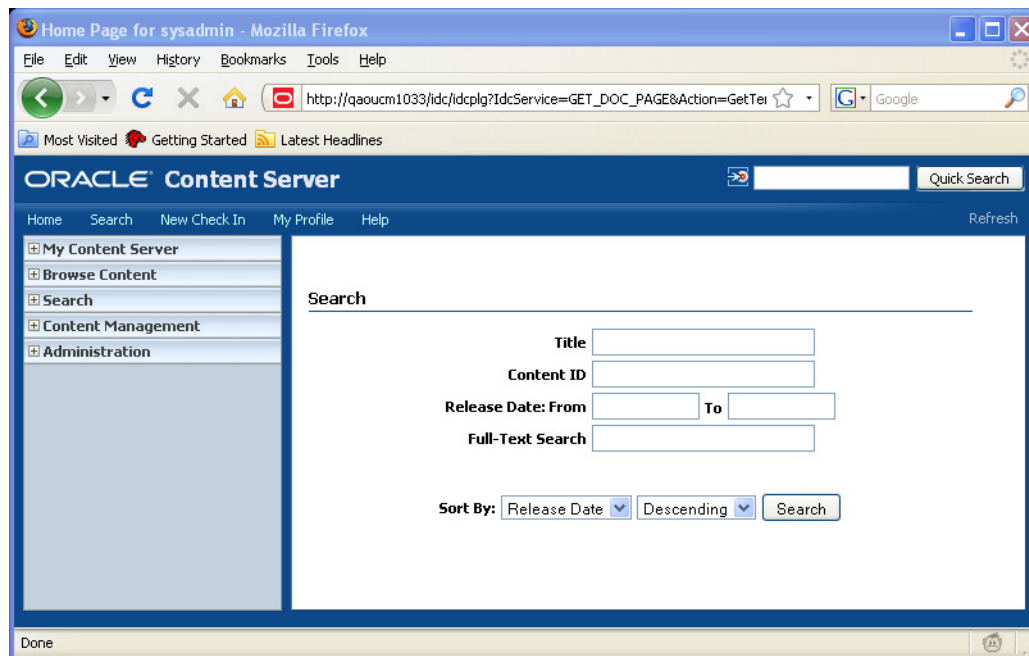 Home Page for sysadmin - Mozilla Firefox
File Edit View History Bookmarks Tools Help
http://qaoucm1033/idc/idcplg?IdcService=GET_DOC_PAGE&Action=GetTe
G Google
Most Visited Getting Started Latest Headlines
ORACLE Content Server
Quick Search
Home Search New Check In My Profile Help Refresh
My Content Server
Browse Content
Search
Content Management
Administration
Search
Title
Content ID
Release Date: From To
Full-Text Search
Sort By: Release Date Descending Search
Done